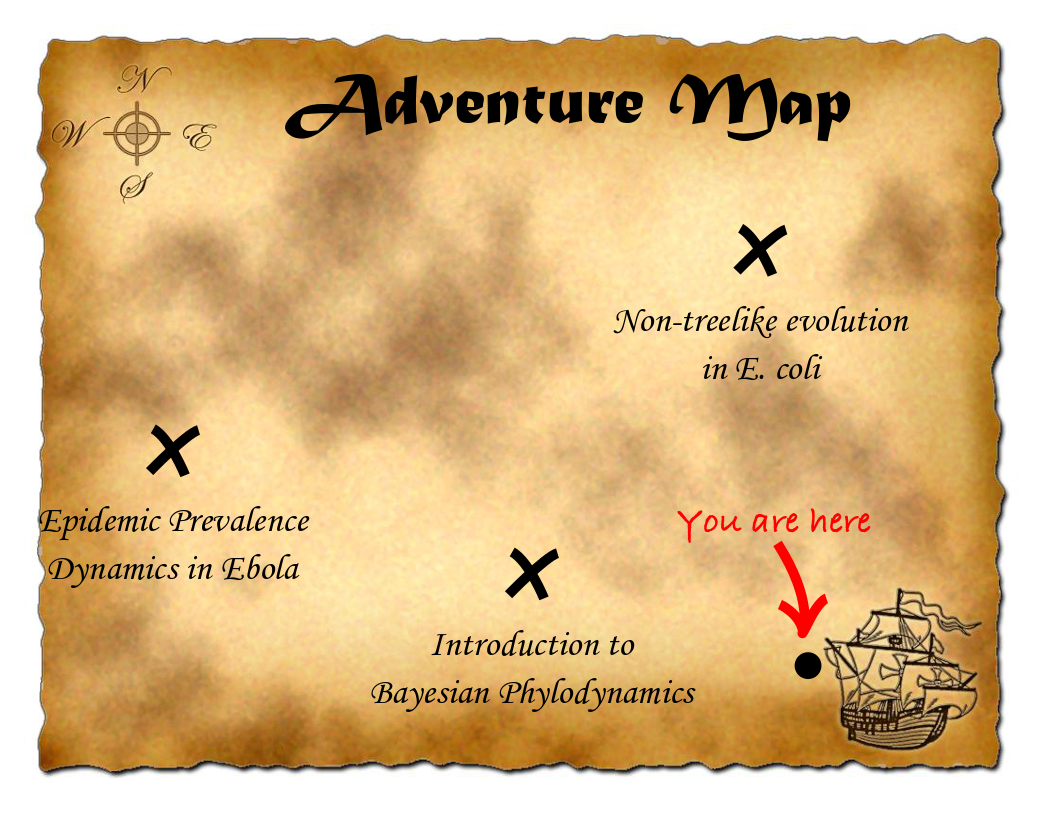 N
Adventure Map
W
E
S
Non-treelike evolution
in E. coli
Epidemic Prevalence
Dynamics in Ebola
You are here
Introduction to
Bayesian Phylodynamics